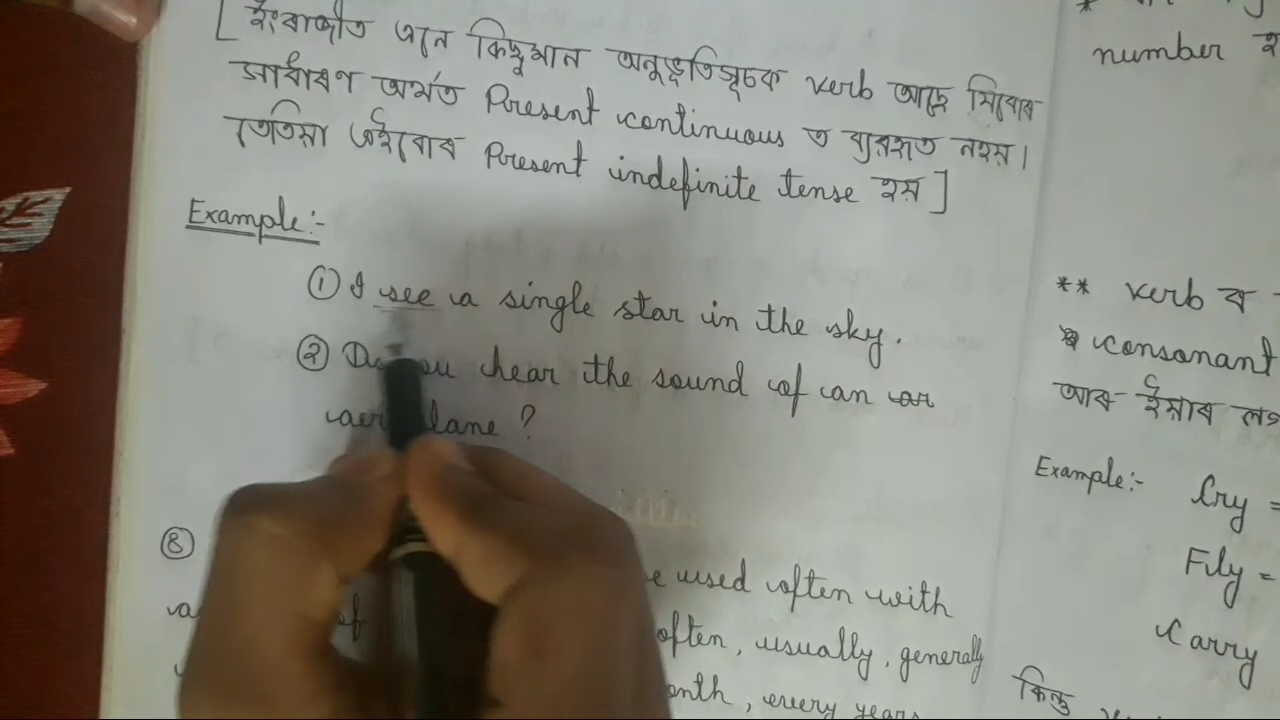 [ ইংৰাজীত এনে কিছুমান অনুভূতিসূচক verb আছে যিবোৰ
সাধাৰণ অৰ্থত Present continuous ত ব্যৱহৃত নহয়।
তেতিয়া এইবোৰ Present indefinite tense হয় ]
Example:-
① I see a single star in the sky.
② Do you hear the sound of an
aeroplane ?
⑧ used often with
of often, usually, generally
every years
number
** verb ৰ
consonant
আৰু ইয়াৰ
Example:- Cry =
Fly =
Carry
কিন্তু